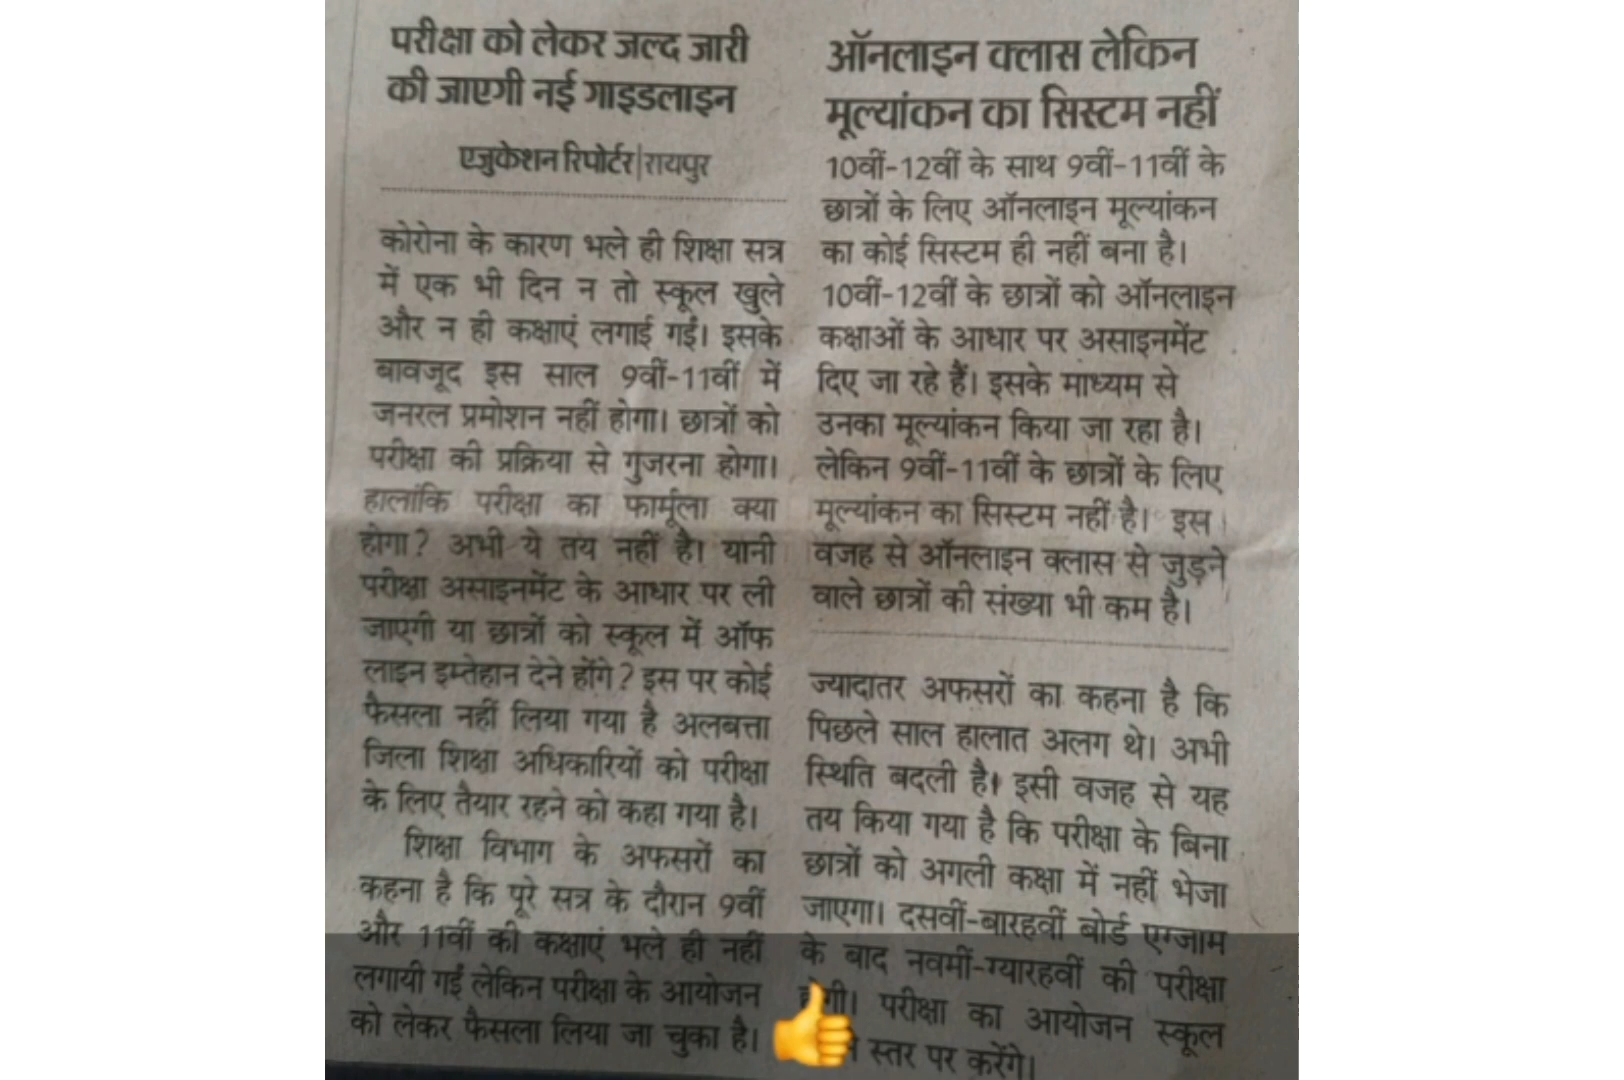 परीक्षा को लेकर जल्द जारी
की जाएगी नई गाइडलाइन
एजुकेशन रिपोर्टर|रायपुर
कोरोना के कारण भले ही शिक्षा सत्र
में एक भी दिन न तो स्कूल खुले
और न ही कक्षाएं लगाई गईं। इसके
बावजूद इस साल 9वीं-11वीं में
जनरल प्रमोशन नहीं होगा। छात्रों को
परीक्षा की प्रक्रिया से गुजरना होगा।
हालांकि परीक्षा का फार्मूला क्या
होगा? अभी ये तय नहीं है। यानी
परीक्षा असाइनमेंट के आधार पर ली
जाएगी या छात्रों को स्कूल में ऑफ
लाइन इम्तेहान देने होंगे? इस पर कोई
फैसला नहीं लिया गया है अलबत्ता
जिला शिक्षा अधिकारियों को परीक्षा
के लिए तैयार रहने को कहा गया है।
शिक्षा विभाग के अफसरों का
कहना है कि पूरे सत्र के दौरान 9वीं
और 11वीं की कक्षाएं भले ही नहीं
लगायी गई लेकिन परीक्षा के आयोजन
को लेकर फैसला लिया जा चुका है।
ऑनलाइन क्लास लेकिन
मूल्यांकन का सिस्टम नहीं
10वीं-12वीं के साथ 9वीं-11वीं के
छात्रों के लिए ऑनलाइन मूल्यांकन
का कोई सिस्टम ही नहीं बना है।
10वीं-12वीं के छात्रों को ऑनलाइन
कक्षाओं के आधार पर असाइनमेंट
दिए जा रहे हैं। इसके माध्यम से
उनका मूल्यांकन किया जा रहा है।
लेकिन 9वीं-11वीं के छात्रों के लिए
मूल्यांकन का सिस्टम नहीं है। इस
वजह से ऑनलाइन क्लास से जुड़ने
वाले छात्रों की संख्या भी कम है।
ज्यादातर अफसरों का कहना है कि
पिछले साल हालात अलग थे। अभी
स्थिति बदली है। इसी वजह से यह
तय किया गया है कि परीक्षा के बिना
छात्रों को अगली कक्षा में नहीं भेजा
जाएगा। दसवीं-बारहवीं बोर्ड एग्जाम
के बाद नवमीं-ग्यारहवीं की परीक्षा
होगी। परीक्षा का आयोजन स्कूल
स्तर पर करेंगे।